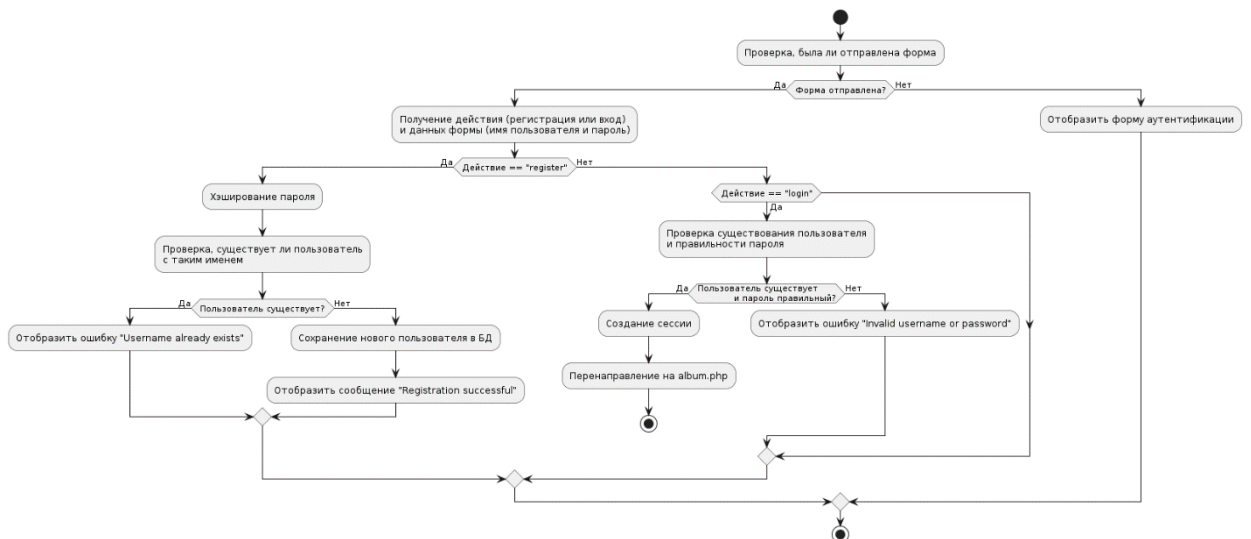 Проверка, была ли отправлена форма
Да
Форма отправлена?
Нет
Получение действия (регистрация или вход)
и данных формы (имя пользователя и пароль)
Отобразить форму аутентификации
Да
Действие == "register"
Нет
Хэширование пароля
Действие == "login"
Да
Проверка, существует ли пользователь
с таким именем
Проверка существования пользователя
и правильности пароля
Да
Пользователь существует?
Нет
Да
Пользователь существует
и пароль правильный?
Нет
Отобразить ошибку "Username already exists"
Сохранение нового пользователя в БД
Создание сессии
Отобразить ошибку "Invalid username or password"
Отобразить сообщение "Registration successful"
Перенаправление на album.php